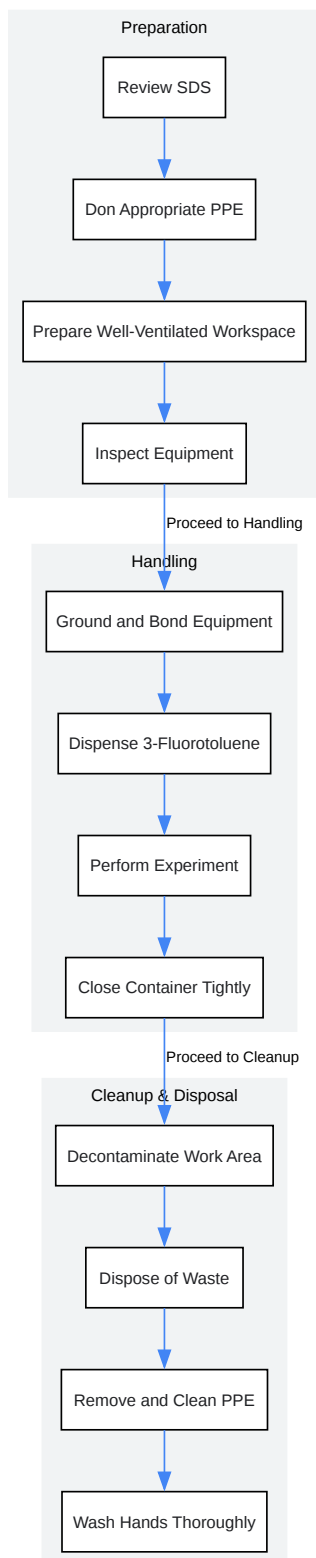 Preparation
Review SDS
Don Appropriate PPE
Prepare Well-Ventilated Workspace
Inspect Equipment
Proceed to Handling
Handling
Ground and Bond Equipment
Dispense 3-Fluorotoluene
Perform Experiment
Close Container Tightly
Proceed to Cleanup
Cleanup & Disposal
Decontaminate Work Area
Dispose of Waste
Remove and Clean PPE
Wash Hands Thoroughly